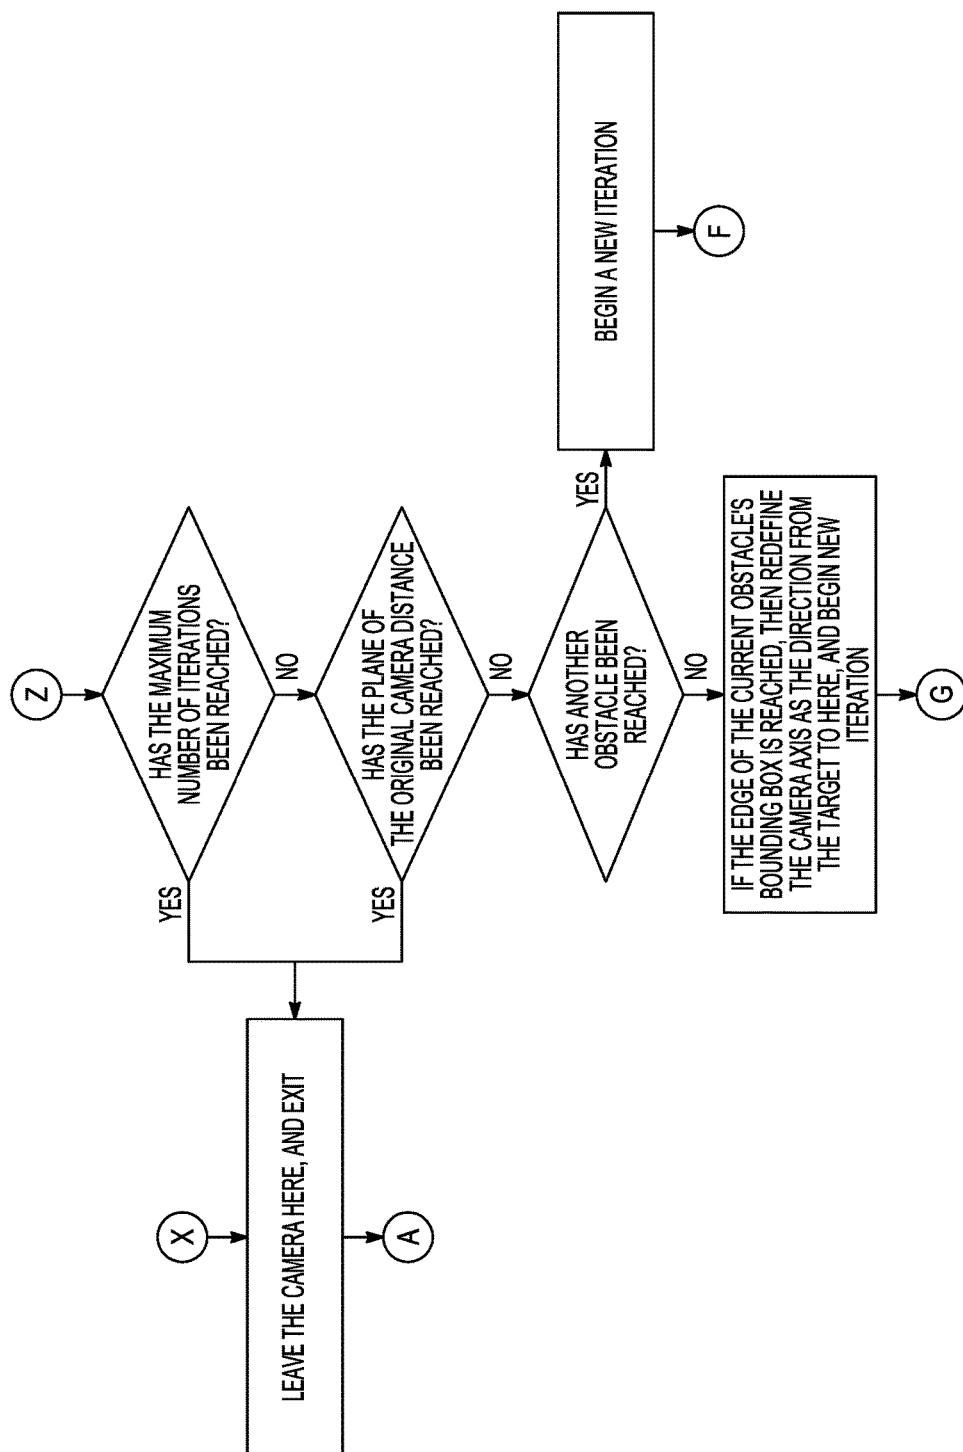 Z
HAS THE MAXIMUM
NUMBER OF ITERATIONS
BEEN REACHED?
YES
NO
HAS THE PLANE OF
THE ORIGINAL CAMERA DISTANCE
BEEN REACHED?
YES
NO
X
LEAVE THE CAMERA HERE, AND EXIT
A
HAS ANOTHER
OBSTACLE BEEN
REACHED?
YES
NO
BEGIN A NEW ITERATION
F
IF THE EDGE OF THE CURRENT OBSTACLE'S
BOUNDING BOX IS REACHED, THEN REDEFINE
THE CAMERA AXIS AS THE DIRECTION FROM
THE TARGET TO HERE, AND BEGIN NEW
ITERATION
G